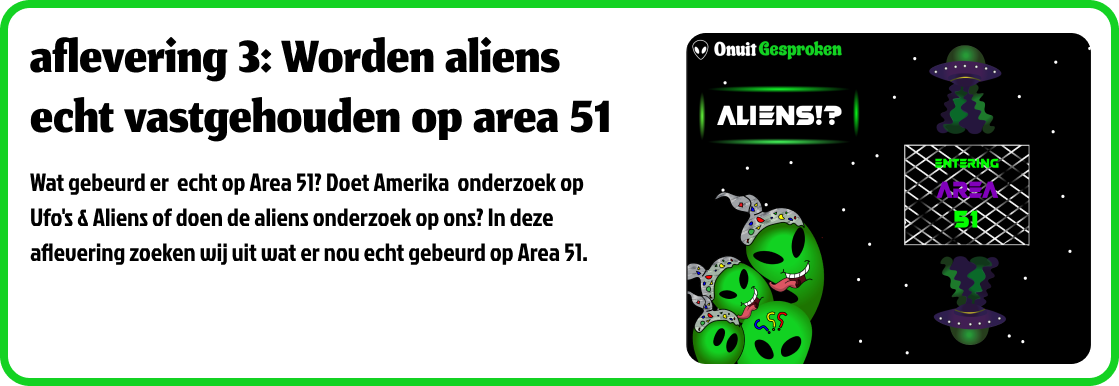 aflevering 3: Worden aliens
echt vastgehouden op area 51
Wat gebeurd er echt op Area 51? Doet Amerika onderzoek op
Ufo's & Aliens of doen de aliens onderzoek op ons? In deze
aflevering zoeken wij uit wat er nou echt gebeurd op Area 51.
Onuit Gesproken
ALIENS!?
ENTERING
AREA
51